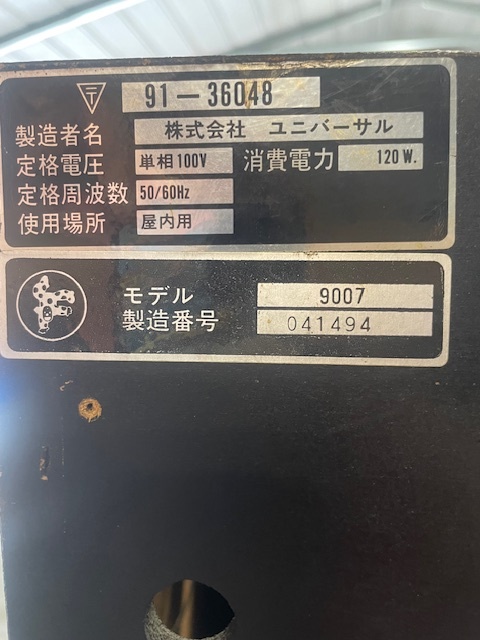 91-36048
製造者名 株式会社 ユニバーサル
定格電圧 単相100V 消費電力 120W.
定格周波数 50/60Hz
使用場所 屋内用
モデル 9007
製造番号 041494